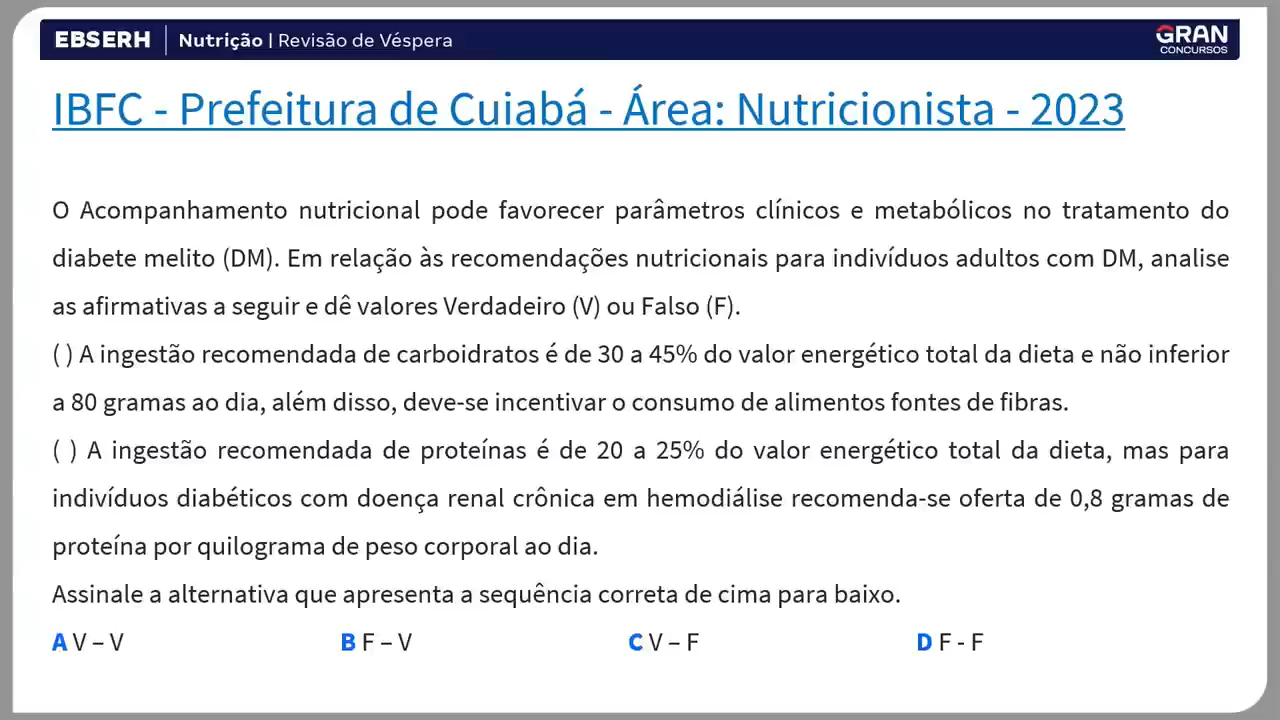 EBSERH Nutrição | Revisão de Véspera GRAN
CONCURSOS
IBFC - Prefeitura de Cuiabá - Área: Nutricionista - 2023
O Acompanhamento nutricional pode favorecer parâmetros clínicos e metabólicos no tratamento do
diabete melito (DM). Em relação às recomendações nutricionais para indivíduos adultos com DM, analise
as afirmativas a seguir e dê valores Verdadeiro (V) ou Falso (F).
( ) A ingestão recomendada de carboidratos é de 30 a 45% do valor energético total da dieta e não inferior
a 80 gramas ao dia, além disso, deve-se incentivar o consumo de alimentos fontes de fibras.
( ) A ingestão recomendada de proteínas é de 20 a 25% do valor energético total da dieta, mas para
indivíduos diabéticos com doença renal crônica em hemodiálise recomenda-se oferta de 0,8 gramas de
proteína por quilograma de peso corporal ao dia.
Assinale a alternativa que apresenta a sequência correta de cima para baixo.
A V – V B F – V C V – F D F - F